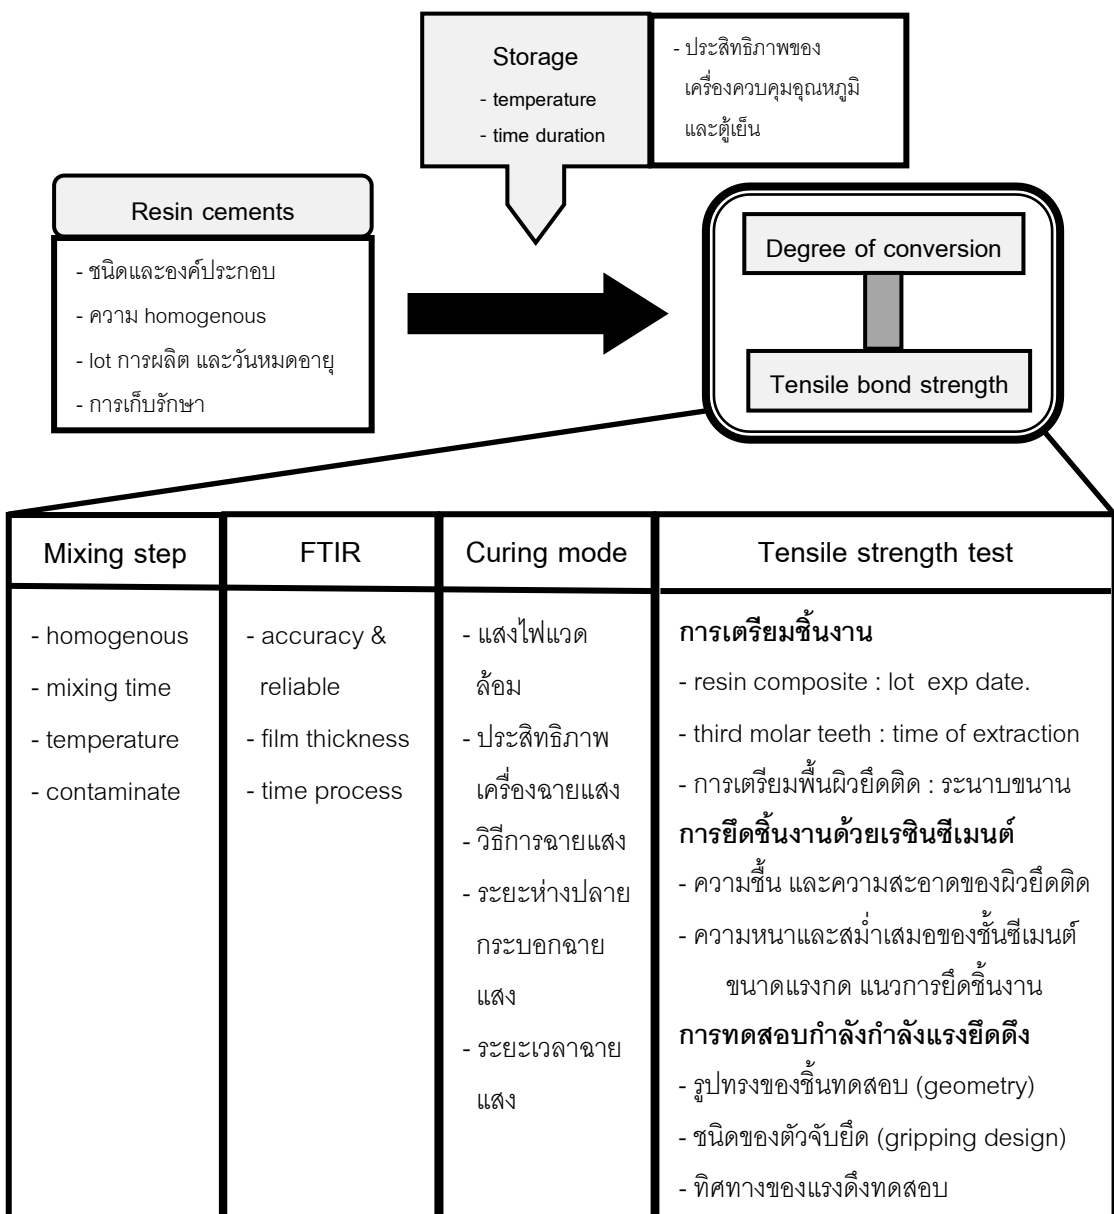 Storage
- temperature
- time duration
- ประสิทธิภาพของ
เครื่องควบคุมอุณหภูมิ
และตู้เย็น
Resin cements
- ชนิดและองค์ประกอบ
- ความ homogenous
- lot การผลิต และวันหมดอายุ
- การเก็บรักษา
Degree of conversion
Tensile bond strength
Mixing step
- homogenous
- mixing time
- temperature
- contaminate
FTIR
- accuracy &
reliable
- film thickness
- time process
Curing mode
- แสงไฟแวด
ล้อม
- ประสิทธิภาพ
เครื่องฉายแสง
- วิธีการฉายแสง
- ระยะห่างปลาย
กระบอกฉาย
แสง
- ระยะเวลาฉาย
แสง
Tensile strength test
การเตรียมชิ้นงาน
- resin composite : lot exp date.
- third molar teeth : time of extraction
- การเตรียมพื้นผิวยึดติด : ระนาบขนาน
การยึดชิ้นงานด้วยเรซินซีเมนต์
- ความชื้น และความสะอาดของผิวยึดติด
- ความหนาและสม่ำเสมอของชั้นซีเมนต์
ขนาดแรงกด แนวการยึดชิ้นงาน
การทดสอบกำลังกำลังแรงยึดดึง
- รูปทรงของชิ้นทดสอบ (geometry)
- ชนิดของตัวจับยึด (gripping design)
- ทิศทางของแรงดึงทดสอบ